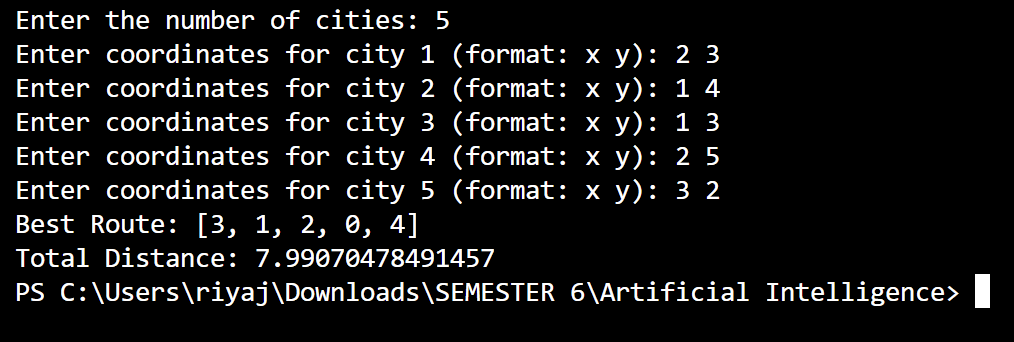 Enter the number of cities: 5
Enter coordinates for city 1 (format: x y): 2 3
Enter coordinates for city 2 (format: x y): 1 4
Enter coordinates for city 3 (format: x y): 1 3
Enter coordinates for city 4 (format: x y): 2 5
Enter coordinates for city 5 (format: x y): 3 2
Best Route: [3, 1, 2, 0, 4]
Total Distance: 7.99070478491457
PS C:\Users\riyaj\Downloads\SEMESTER 6\Artificial Intelligence>